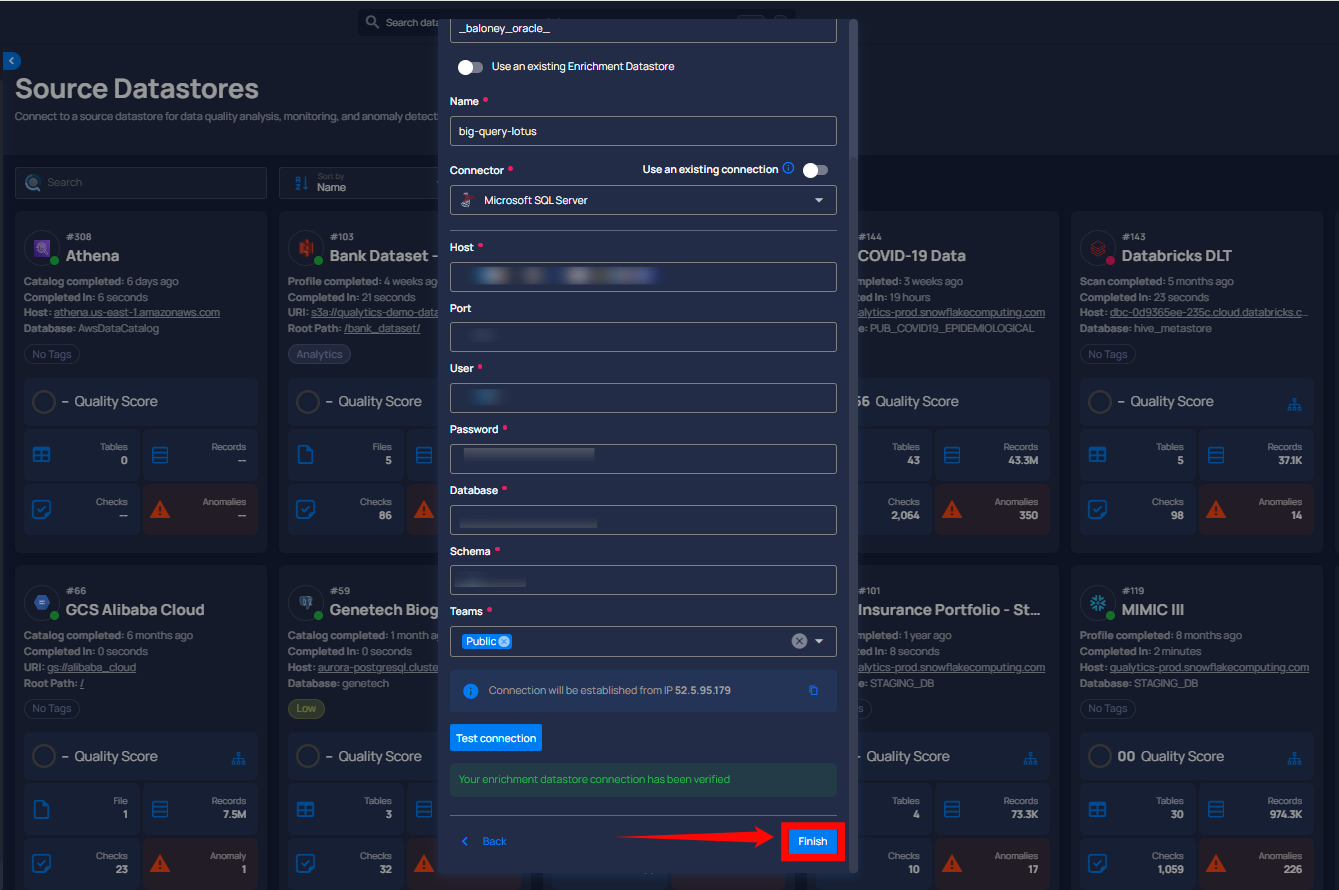 Search data
_baloney_oracle_
Use an existing Enrichment Datastore
Source Datastores
Connect to a source datastore for data quality analysis, monitoring, and anomaly detect
Name *
big-query-lotus
Connector *
Use an existing connection
Microsoft SQL Server
Search
Sort by
Name
Host *
Port
User *
Password *
Database *
Schema *
Teams *
Public
Connection will be established from IP 52.5.95.179
Test connection
Your enrichment datastore connection has been verified
Back
Finish
#308
Athena
Catalog completed: 6 days ago
Completed In: 6 seconds
Host: athena.us-east-1.amazonaws.com
Database: AwsDataCatalog
No Tags
– Quality Score
Tables
0
Records
--
Checks
--
Anomalies
--
#103
Bank Dataset -
Profile completed: 4 weeks ag
Completed In: 21 seconds
URI: s3a://qualytics-demo-data
Root Path: /bank_dataset/
Analytics
– Quality Score
Files
5
Checks
86
#144
COVID-19 Data
mpleted: 3 weeks ago
ed In: 19 hours
alytics-prod.snowflakecomputing.com
e: PUB_COVID19_EPIDEMIOLOGICAL
56 Quality Score
Tables
43
Records
43.3M
Checks
2,064
Anomalies
350
#143
Databricks DLT
Scan completed: 5 months ago
Completed In: 23 seconds
Host: dbc-0d9365ee-235c.cloud.databricks.c...
Database: hive_metastore
No Tags
– Quality Score
Tables
5
Records
37.1K
Checks
98
Anomalies
14
#66
GCS Alibaba Cloud
Catalog completed: 6 months ago
Completed In: 0 seconds
URI: gs://alibaba_cloud
Root Path: /
No Tags
– Quality Score
File
1
Records
7.5M
Checks
23
Anomaly
1
#59
Genetech Biog
Catalog completed: 1 month a
Completed In: 0 seconds
Host: aurora-postgresql.cluste
Database: genetech
Low
– Quality Score
Tables
3
Checks
32
#101
Insurance Portfolio - St...
mpleted: 1 year ago
ed In: 8 seconds
alytics-prod.snowflakecomputing.com
e: STAGING_DB
s
- Quality Score
Tables
4
Records
73.3K
Checks
10
Anomalies
17
#119
MIMIC III
Profile completed: 8 months ago
Completed In: 2 minutes
Host: qualytics-prod.snowflakecomputing.com
Database: STAGING_DB
No Tags
00 Quality Score
Tables
30
Records
974.3K
Checks
1,059
Anomalies
226